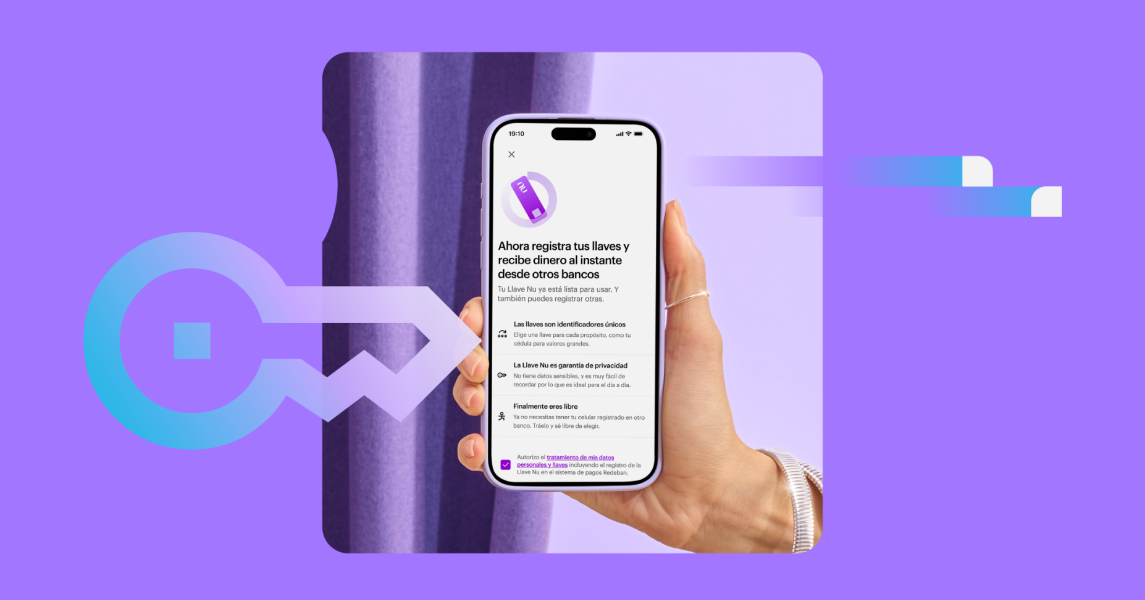 19:10
nu
Ahora registra tus llaves y
recibe dinero al instante
desde otros bancos
Tu Llave Nu ya está lista para usar. Y
también puedes registrar otras.
Las llaves son identificadores únicos
Elige una llave para cada propósito, como tu
cédula para valores grandes.
La Llave Nu es garantía de privacidad
No tiene datos sensibles, y es muy fácil de
recordar por lo que es ideal para el día a día.
Finalmente eres libre
Ya no necesitas tener tu celular registrado en otro
banco. Tráelo y sé libre de elegir.
Autorizo el tratamiento de mis datos
personales y llaves incluyendo el registro de la
Llave Nu en el sistema de pagos Redeban.